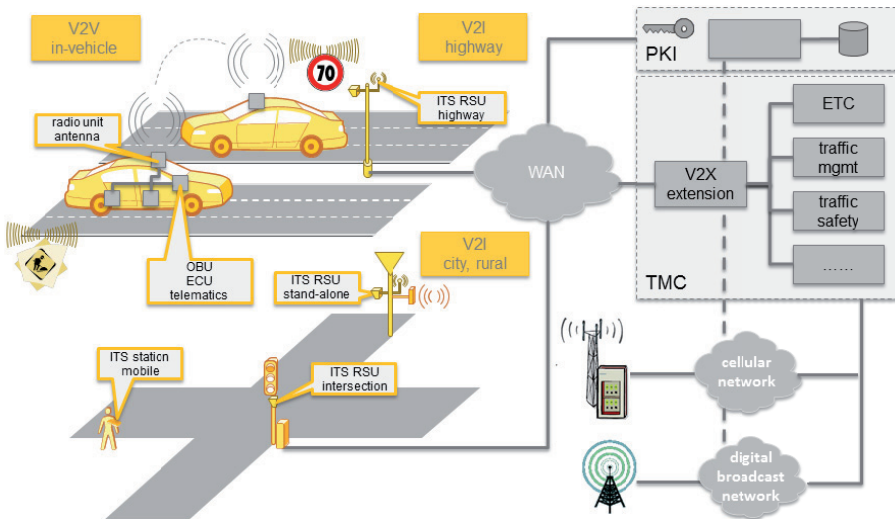 V2V
in-vehicle
V2I
highway
70
ITS RSU
highway
radio unit
antenna
OBU
ECU
telematics
V2I
city, rural
ITS RSU
stand-alone
ITS station
mobile
ITS RSU
intersection
WAN
PKI
V2X
extension
ETC
traffic
mgmt
traffic
safety
......
TMC
cellular
network
digital
broadcast
network